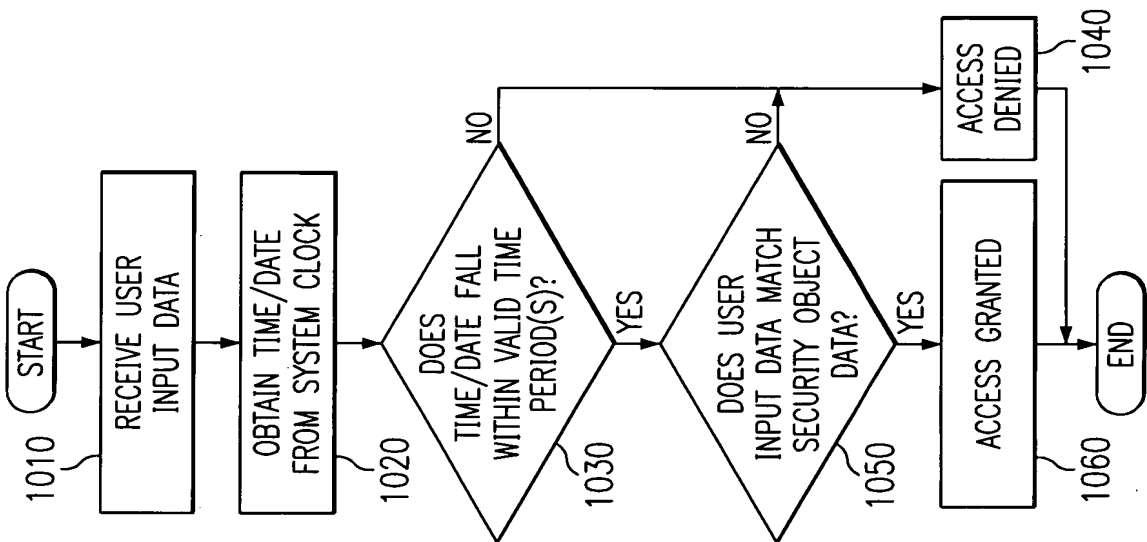 START
1010
RECEIVE USER
INPUT DATA
1020
OBTAIN TIME/DATE
FROM SYSTEM CLOCK
1030
DOES
TIME/DATE FALL
WITHIN VALID TIME
PERIOD(S)?
NO
YES
1050
DOES USER
INPUT DATA MATCH
SECURITY OBJECT
DATA?
NO
YES
1060
ACCESS GRANTED
ACCESS
DENIED
1040
END